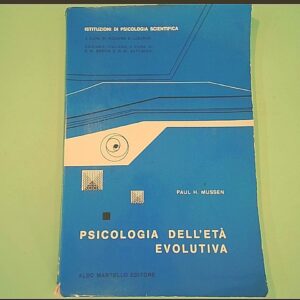 ISTITUZIONI DI PSICOLOGIA SCIENTIFICA
PAUL H. MUSSEN
PSICOLOGIA DELL'ETÀ
EVOLUTIVA
ALDO MARTELLO EDITORE